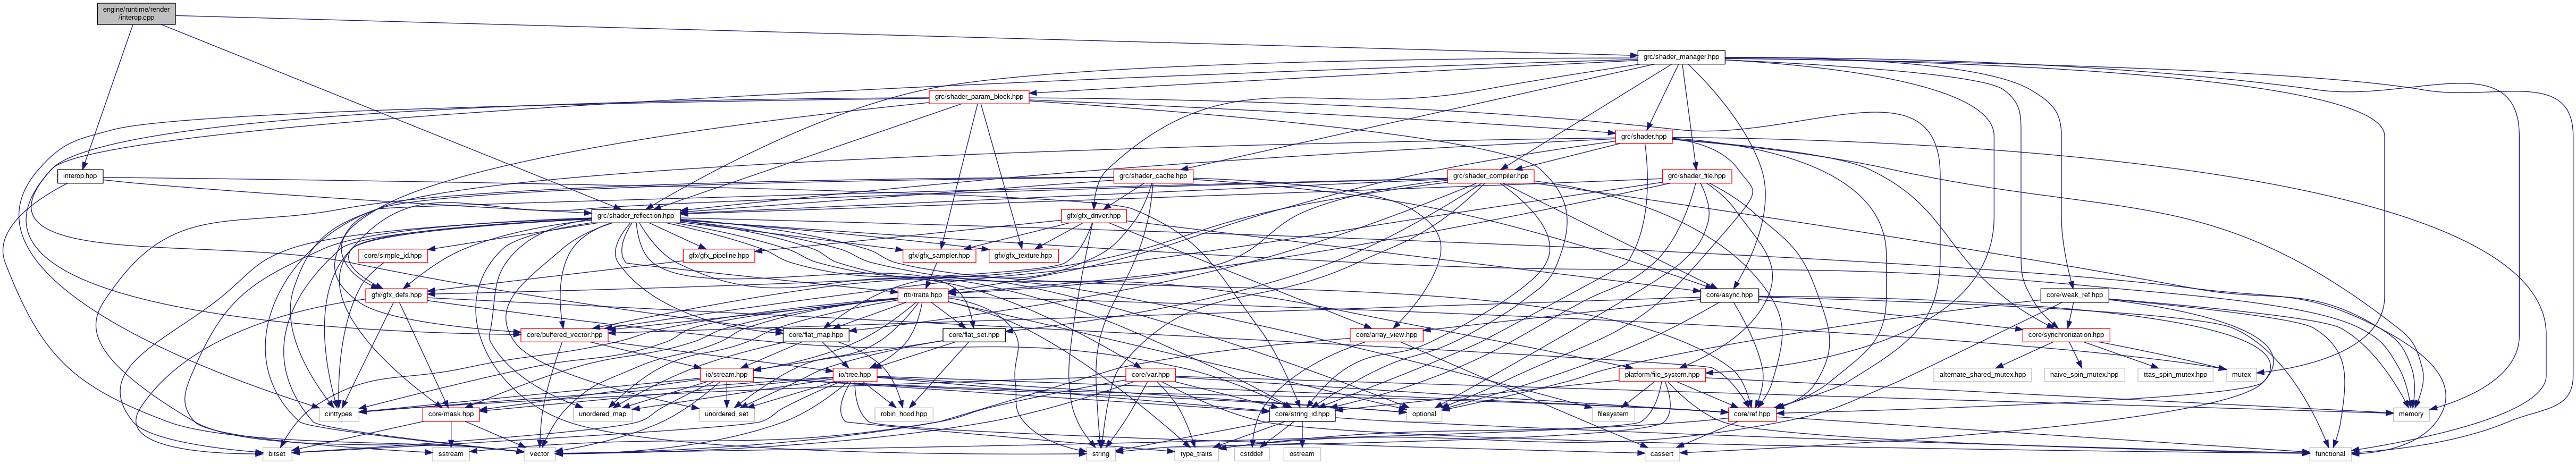 engine/runtime/render
/interop.cpp
grc/shader_manager.hpp
grc/shader_param_block.hpp
grc/shader.hpp
interop.hpp
grc/shader_cache.hpp
grc/shader_compiler.hpp
grc/shader_file.hpp
grc/shader_reflection.hpp
gfx/gfx_driver.hpp
core/simple_id.hpp
gfx/gfx_pipeline.hpp
gfx/gfx_sampler.hpp
gfx/gfx_texture.hpp
gfx/gfx_defs.hpp
rtti/traits.hpp
core/async.hpp
core/weak_ref.hpp
core/buffered_vector.hpp
core/flat_map.hpp
core/flat_set.hpp
core/array_view.hpp
core/synchronization.hpp
io/stream.hpp
io/tree.hpp
core/var.hpp
platform/file_system.hpp
alternate_shared_mutex.hpp
naive_spin_mutex.hpp
ttas_spin_mutex.hpp
mutex
cinttypes
core/mask.hpp
unordered_map
unordered_set
robin_hood.hpp
core/string_id.hpp
optional
filesystem
core/ref.hpp
memory
bitset
sstream
vector
string
type_traits
cstddef
ostream
cassert
functional